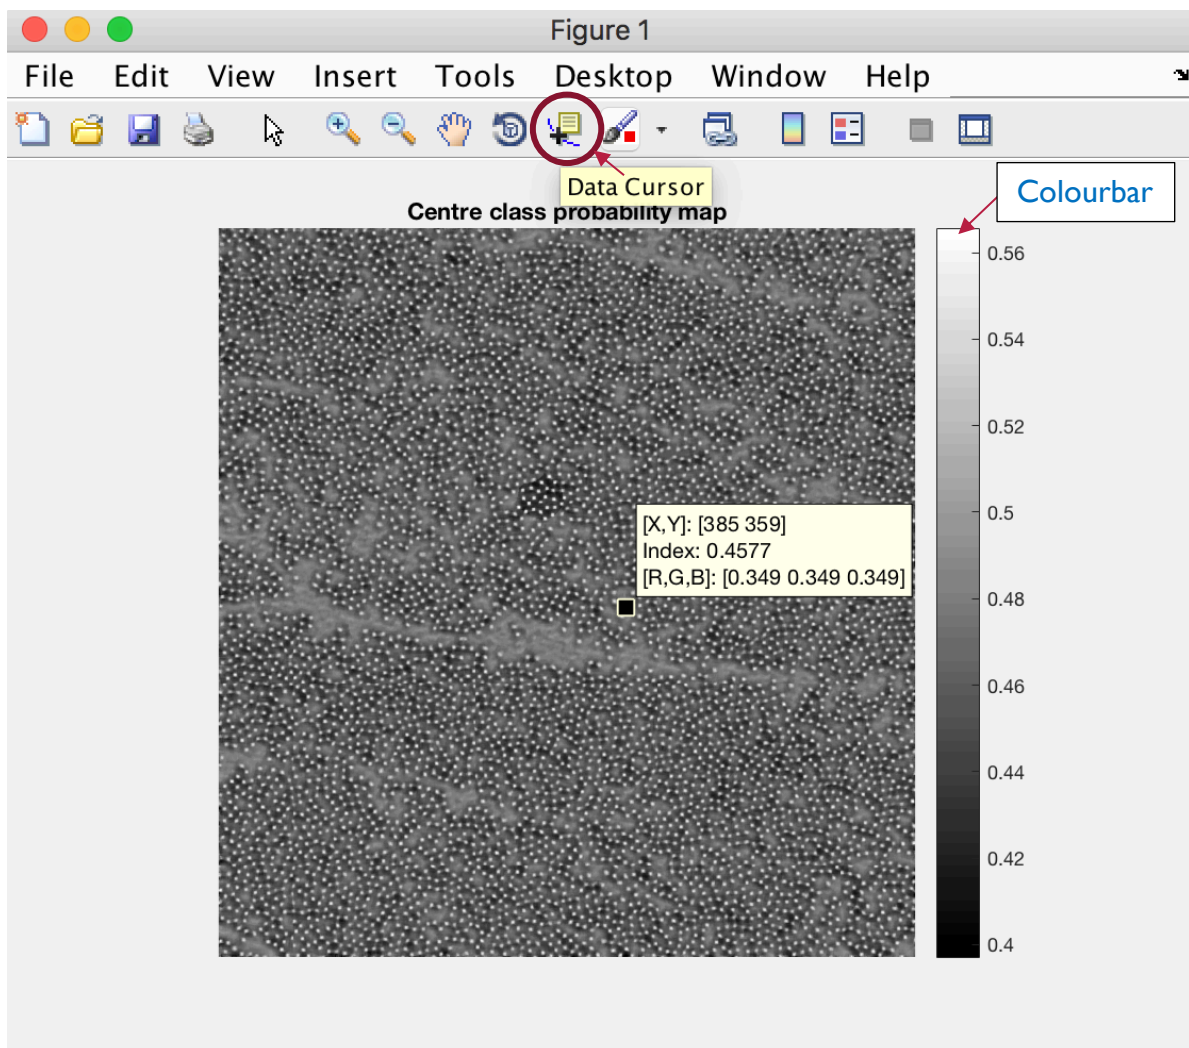 Figure 1
File Edit View Insert Tools Desktop Window Help
Data Cursor
Colourbar
Centre class probability map
0.56
0.54
0.52
0.5
0.48
0.46
0.44
0.42
0.4
[X,Y]: [385 359]
Index: 0.4577
[R,G,B]: [0.349 0.349 0.349]